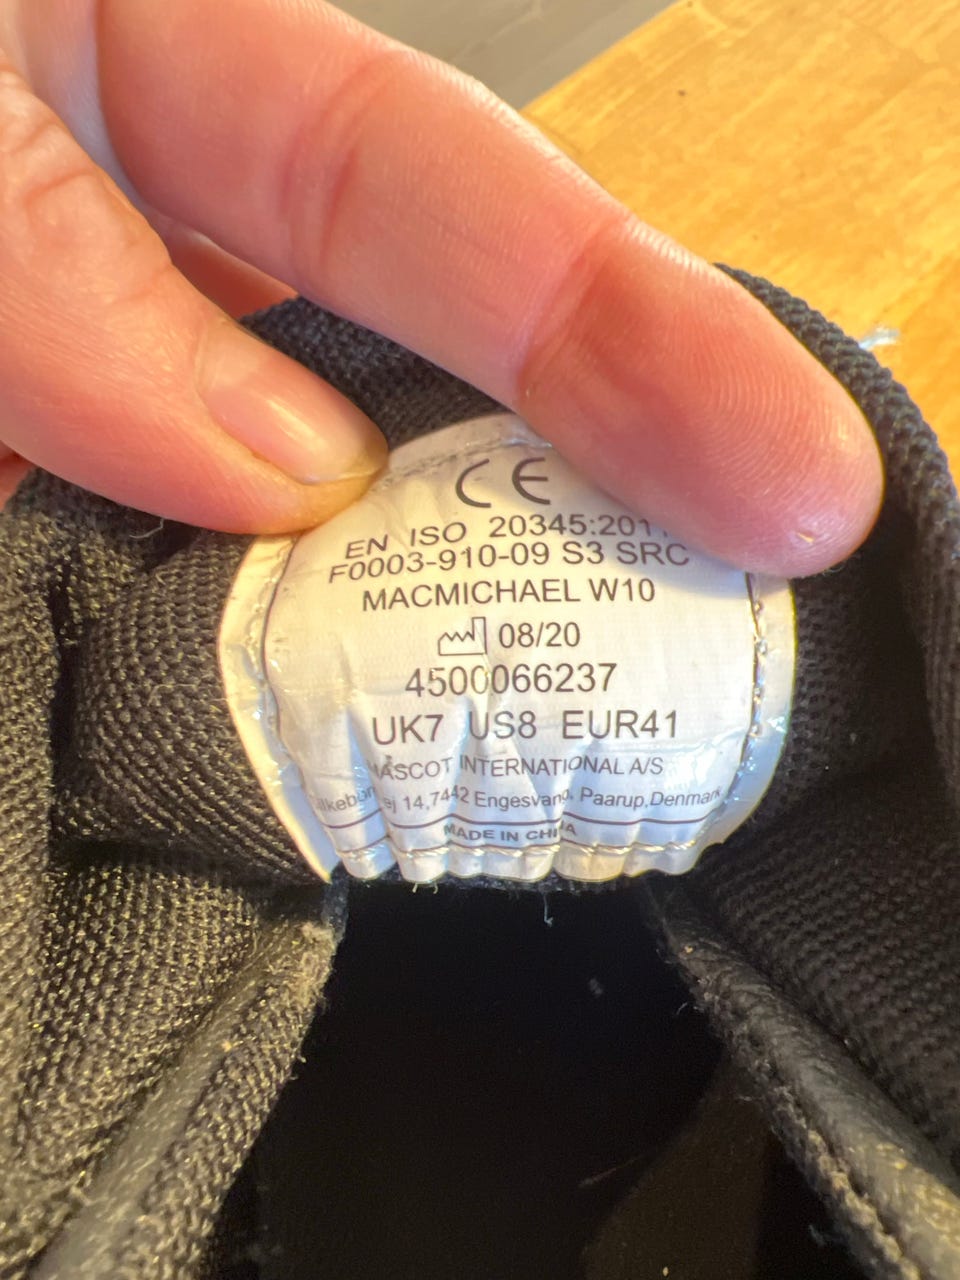 CE
EN ISO 20345:201
F0003-910-09 S3 SRC
MACMICHAEL W10
08/20
4500066237
UK7 US8 EUR41
MASCOT INTERNATIONAL A/S
14,7442 Engesvang, Paarup,Denmark
MADE IN CHINA